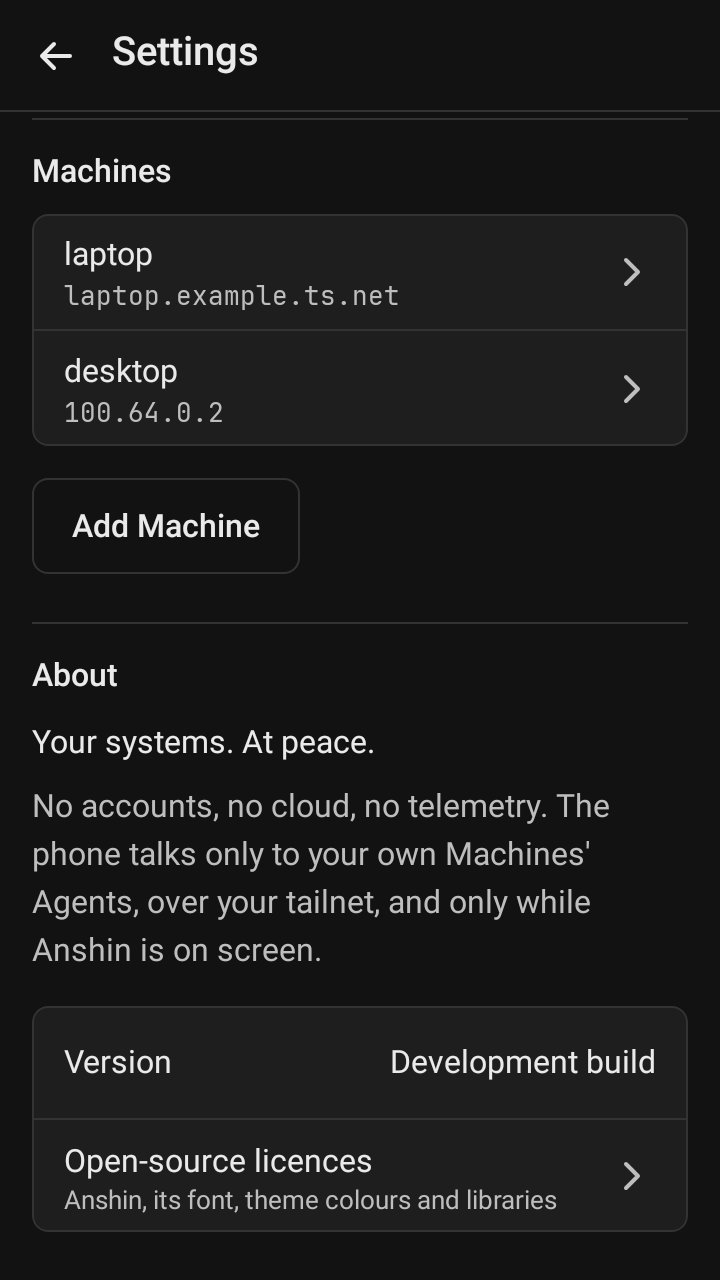 Settings
Machines
laptop
laptop.example.ts.net
desktop
100.64.0.2
Add Machine
About
Your systems. At peace.
No accounts, no cloud, no telemetry. The
phone talks only to your own Machines'
Agents, over your tailnet, and only while
Anshin is on screen.
Version
Development build
Open-source licences
Anshin, its font, theme colours and libraries